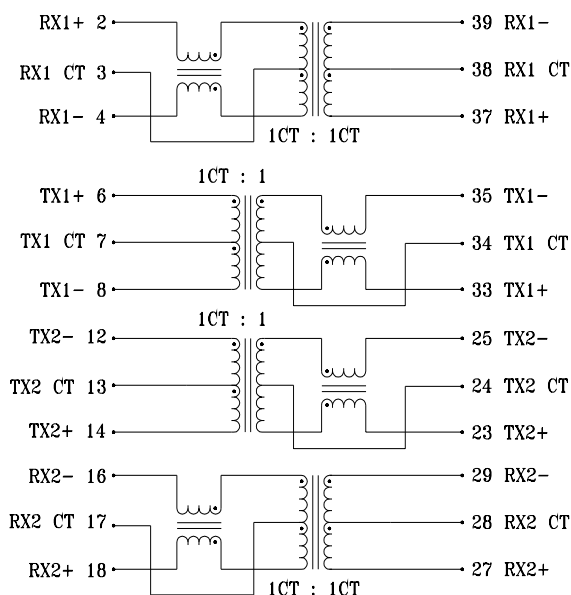 RX1+ 2 39 RX1-
RX1 CT 3 38 RX1 CT
RX1- 4 37 RX1+
1CT : 1CT
1CT : 1
TX1+ 6 35 TX1-
TX1 CT 7 34 TX1 CT
TX1- 8 33 TX1+
1CT : 1
TX2- 12 25 TX2-
TX2 CT 13 24 TX2 CT
TX2+ 14 23 TX2+
RX2- 16 29 RX2-
RX2 CT 17 28 RX2 CT
RX2+ 18 27 RX2+
1CT : 1CT